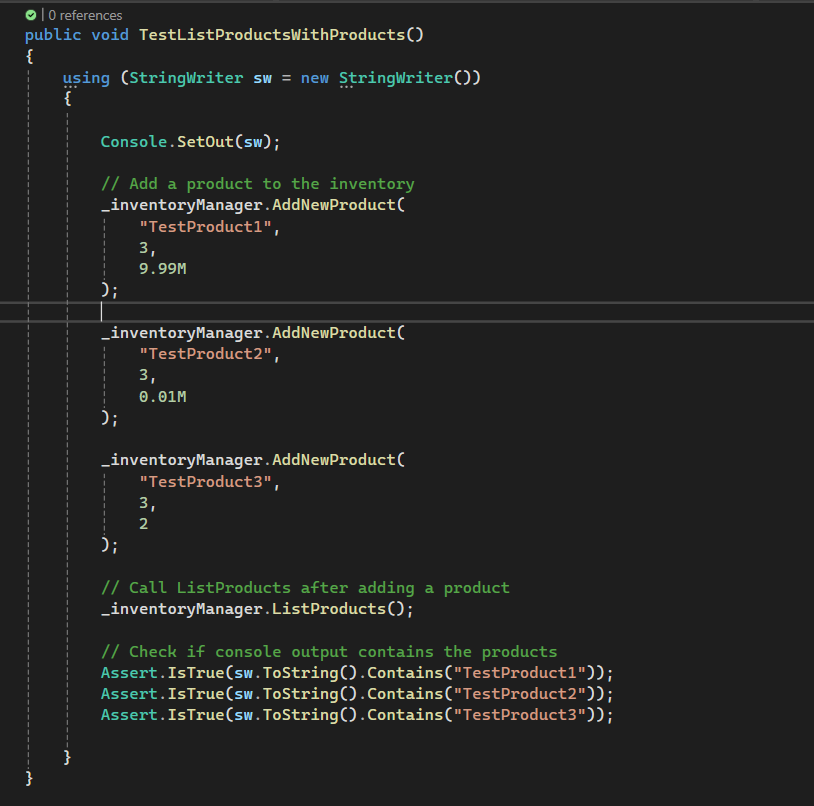 | 0 references
public void TestListProductsWithProducts()
{
using (StringWriter sw = new StringWriter())
{
Console.SetOut(sw);
// Add a product to the inventory
_inventoryManager.AddNewProduct(
"TestProduct1",
3,
9.99M
);
_inventoryManager.AddNewProduct(
"TestProduct2",
3,
0.01M
);
_inventoryManager.AddNewProduct(
"TestProduct3",
3,
2
);
// Call ListProducts after adding a product
_inventoryManager.ListProducts();
// Check if console output contains the products
Assert.IsTrue(sw.ToString().Contains("TestProduct1"));
Assert.IsTrue(sw.ToString().Contains("TestProduct2"));
Assert.IsTrue(sw.ToString().Contains("TestProduct3"));
}
}